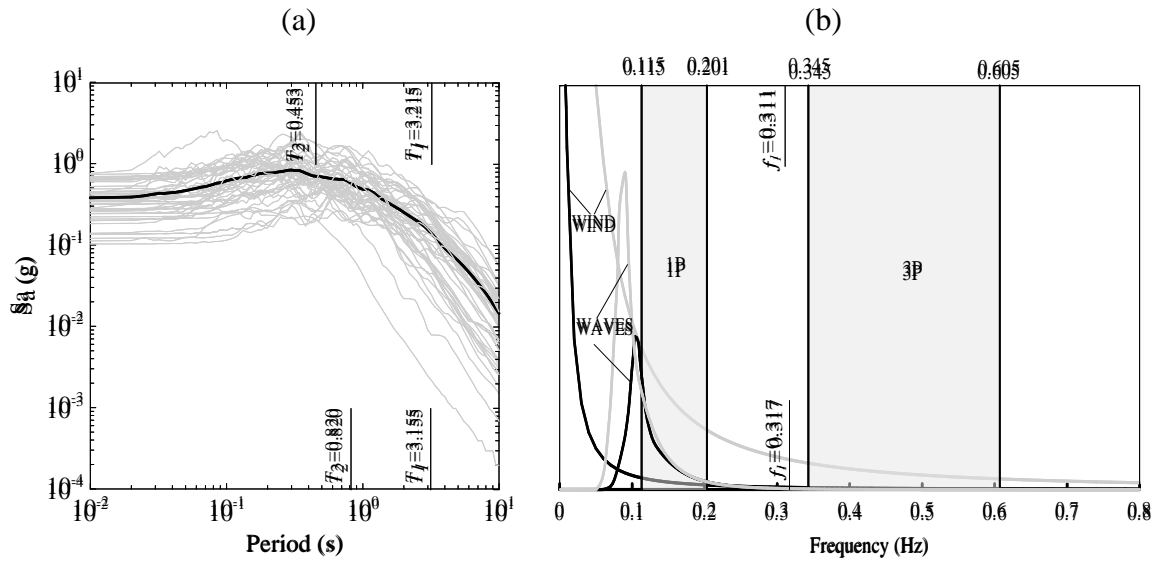 (a)
(b)
0.115 0.201 0.345 0.605
10^1
10^0
10^-1
10^-2
10^-3
10^-4
10^-2 10^-1 10^0 10^1
Sa (g)
Period (s)
T2=0.453
T1=3.215
T2=0.820
T1=3.155
f1=0.311
f1=0.317
WIND
WAVES
1P
3P
0 0.1 0.2 0.3 0.4 0.5 0.6 0.7 0.8
Frequency (Hz)